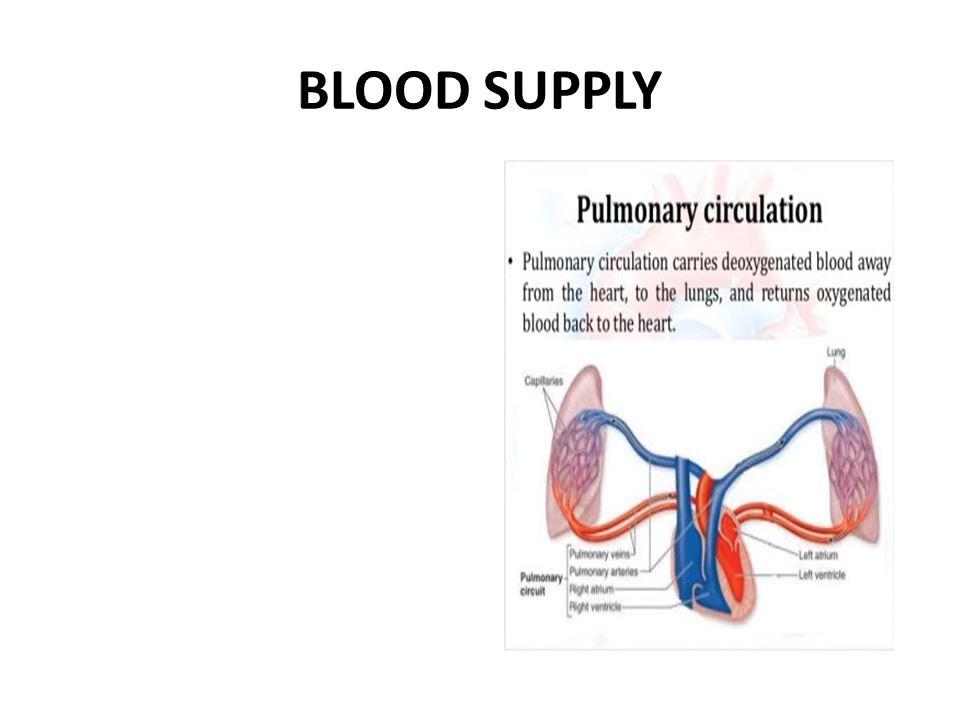 BLOOD SUPPLY
Pulmonary circulation
• Pulmonary circulation carries deoxygenated blood away
from the heart, to the lungs, and returns oxygenated
blood back to the heart.
Lung
Capillaries
Pulmonary veins
Left atrium
Pulmonary arteries
Left ventricle
Pulmonary
circuit
Right atrium
Right ventricle